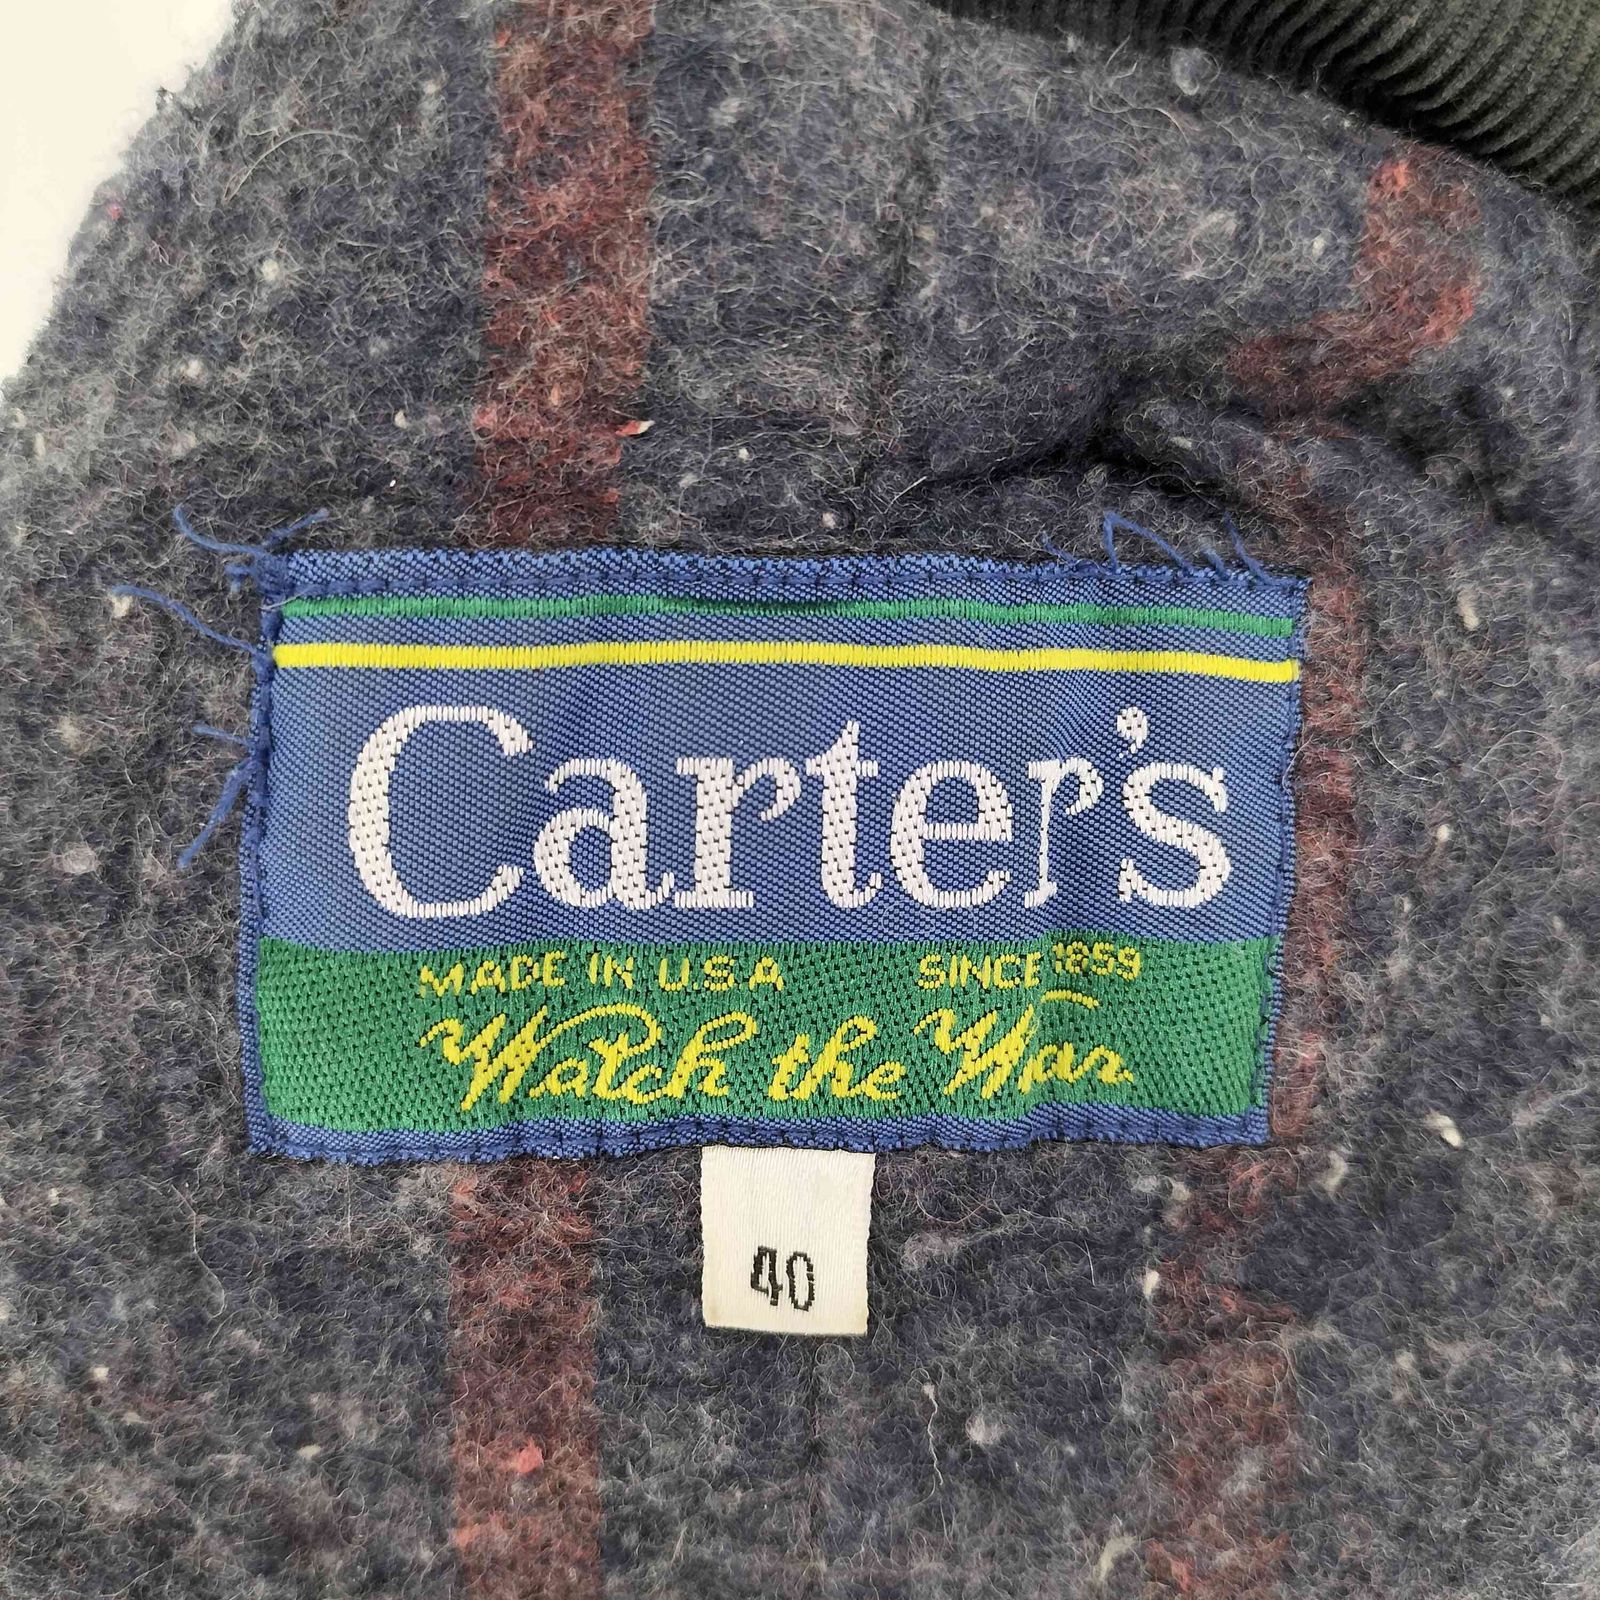 Carter's
MADE IN U.S.A SINCE 1859
Watch the Wear
40